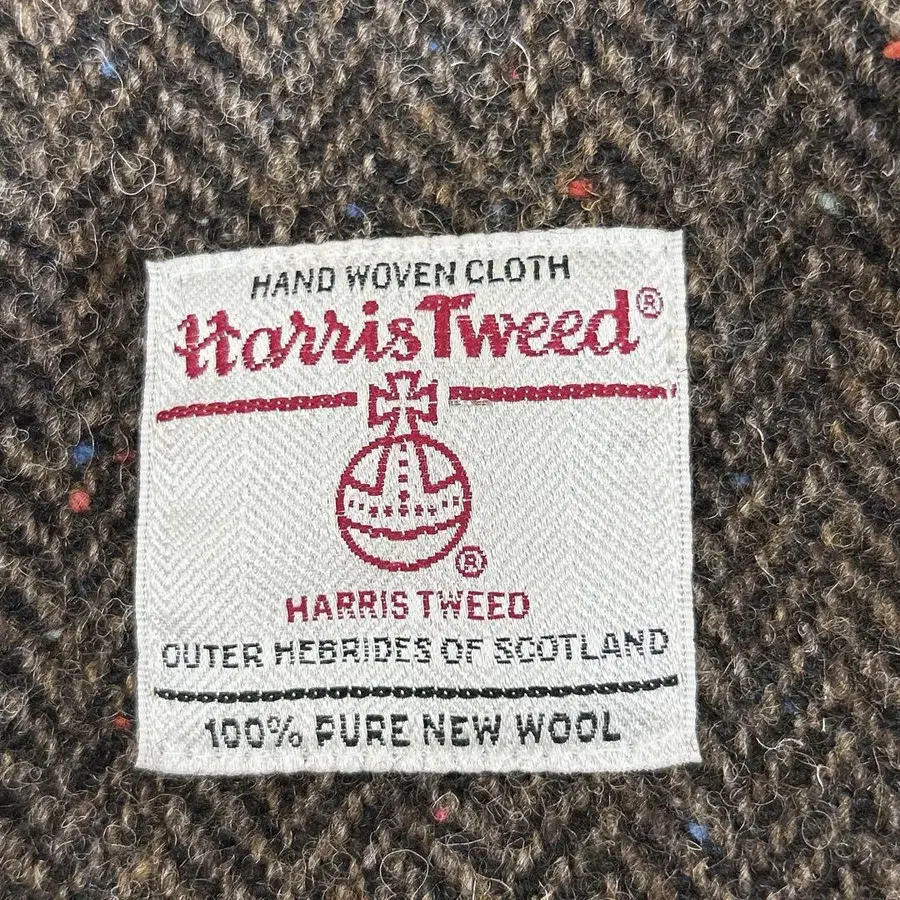 HAND WOVEN CLOTH
Harris Tweed®
®
HARRIS TWEED
OUTER HEBRIDES OF SCOTLAND
100% PURE NEW WOOL